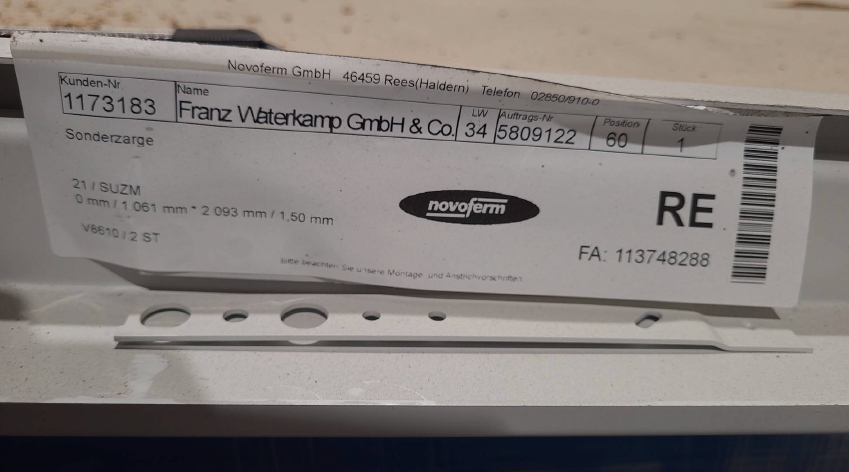 Novoferm GmbH 46459 Rees(Haldern) Telefon 02850/910-0
Kunden-Nr Name LW Auftrags-Nr Position Stück
1173183 Franz Waterkamp GmbH & Co. 34 5809122 60 1
Sonderzarge
21 / SUZM
0 mm / 1 061 mm * 2 093 mm / 1,50 mm
novoferm
RE
V8610 / 2 ST
FA: 113748288
Bitte beachten Sie unsere Montage- und Anstrichvorschriften